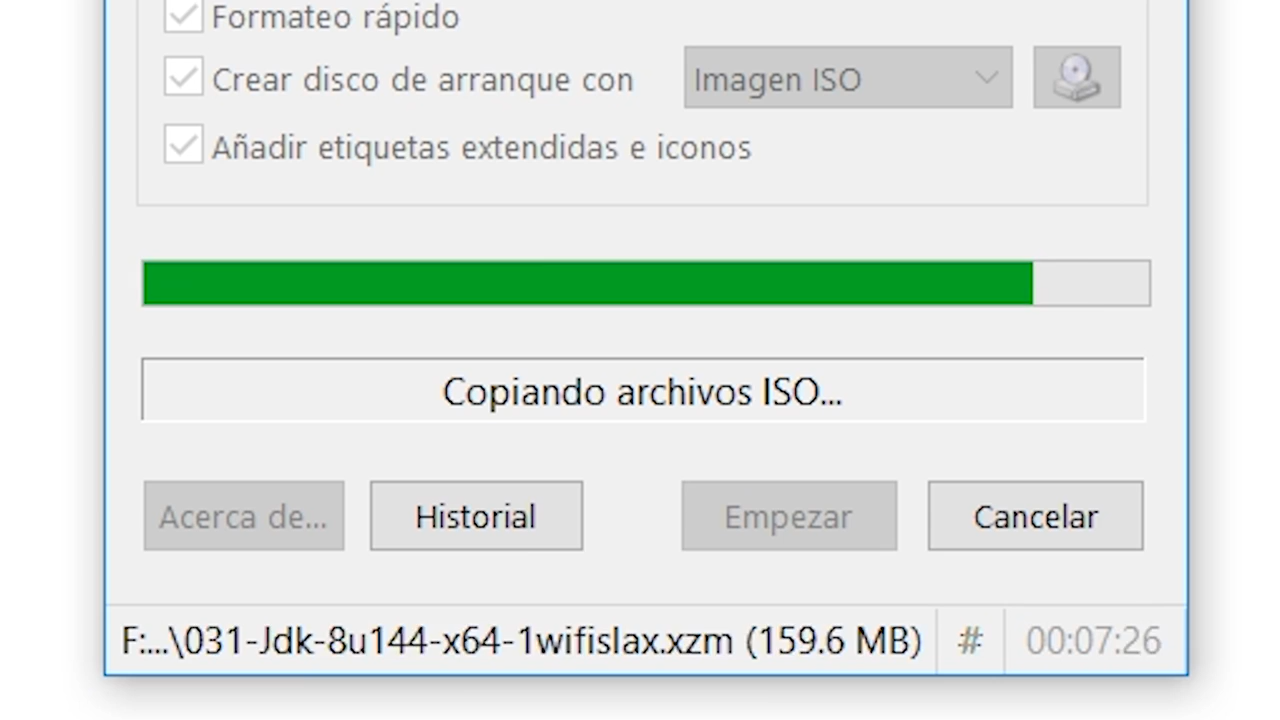 Formateo rápido
Crear disco de arranque con Imagen ISO
Añadir etiquetas extendidas e iconos
Copiando archivos ISO...
Acerca de... Historial Empezar Cancelar
F:...\031-Jdk-8u144-x64-1wifislax.xzm (159.6 MB) # 00:07:26